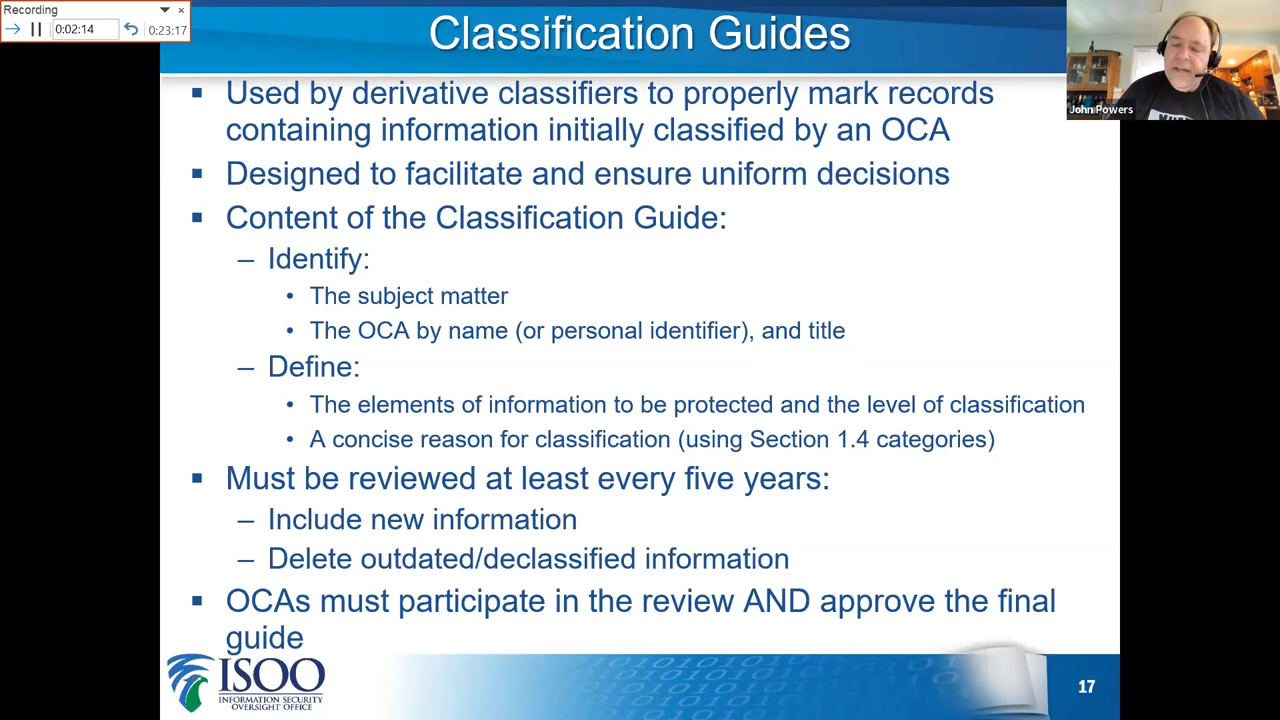 Recording
0:02:14
0:23:17
Classification Guides
John Powers
▪ Used by derivative classifiers to properly mark records
containing information initially classified by an OCA
▪ Designed to facilitate and ensure uniform decisions
▪ Content of the Classification Guide:
– Identify:
• The subject matter
• The OCA by name (or personal identifier), and title
– Define:
• The elements of information to be protected and the level of classification
• A concise reason for classification (using Section 1.4 categories)
▪ Must be reviewed at least every five years:
– Include new information
– Delete outdated/declassified information
▪ OCAs must participate in the review AND approve the final
guide
ISOO
INFORMATION SECURITY
OVERSIGHT OFFICE
17